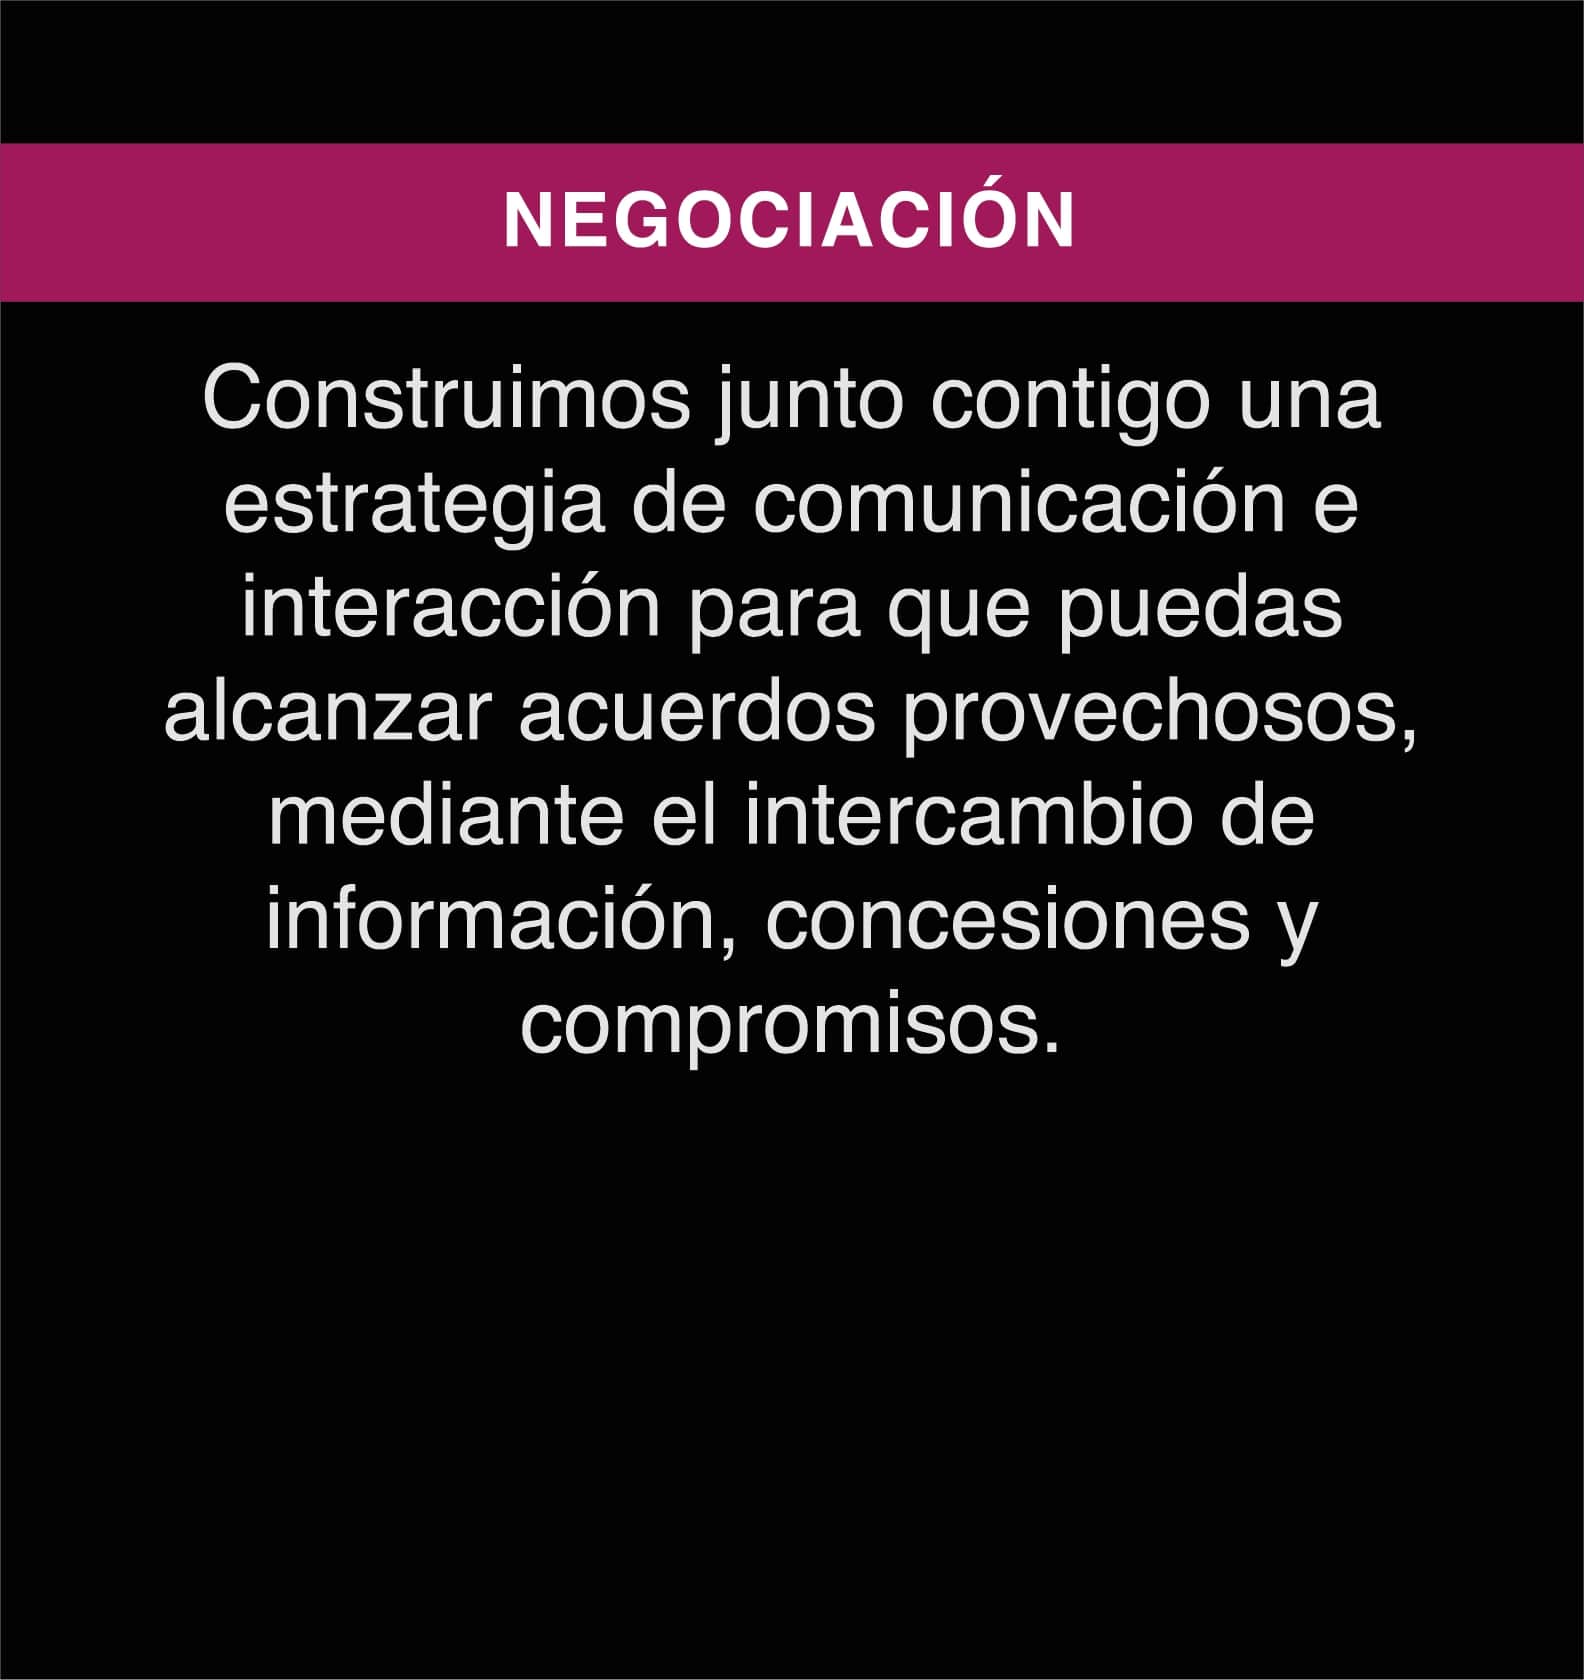 NEGOCIACIÓN
Construimos junto contigo una
estrategia de comunicación e
interacción para que puedas
alcanzar acuerdos provechosos,
mediante el intercambio de
información, concesiones y
compromisos.